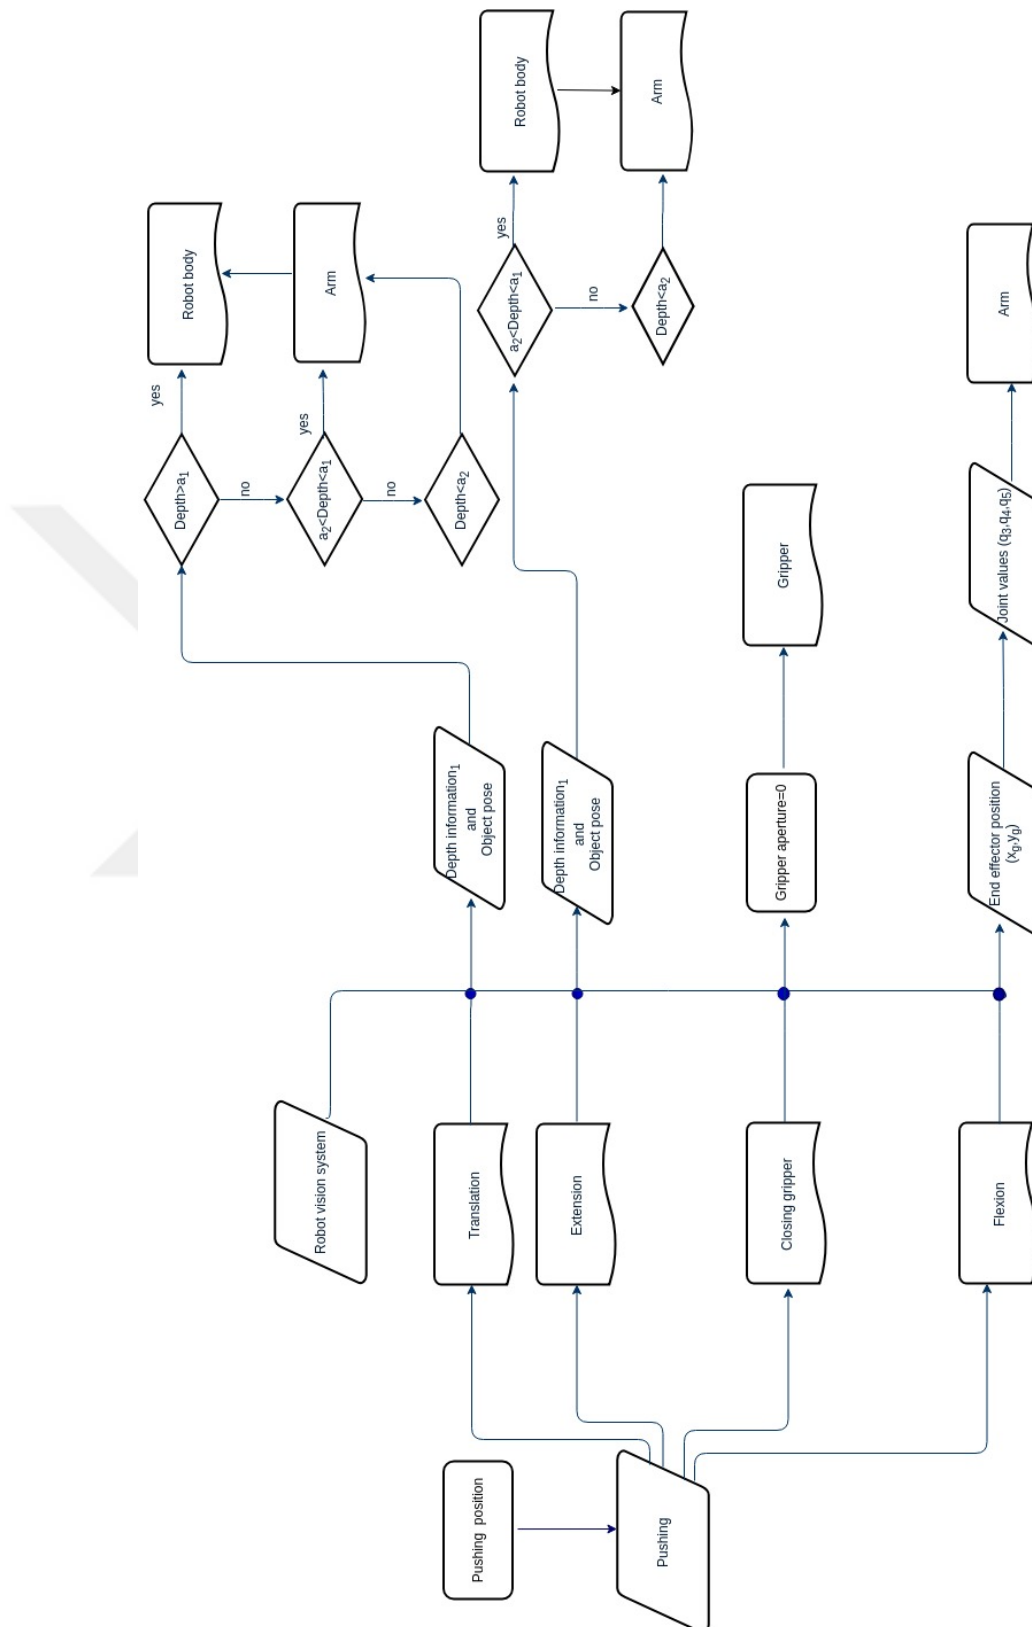 Pushing position
Pushing
Robot vision system
Translation
Extension
Closing gripper
Flexion
Depth information₁
and
Object pose
Depth information₁
and
Object pose
Gripper aperture=0
End effector position
(xg,yg)
Depth>a₁
yes
no
a₂<Depth<a₁
yes
no
Depth<a₂
Robot body
Arm
a₂<Depth<a₁
yes
no
Depth<a₂
Robot body
Arm
Gripper
Joint values (q₃,q₄,q₅)
Arm